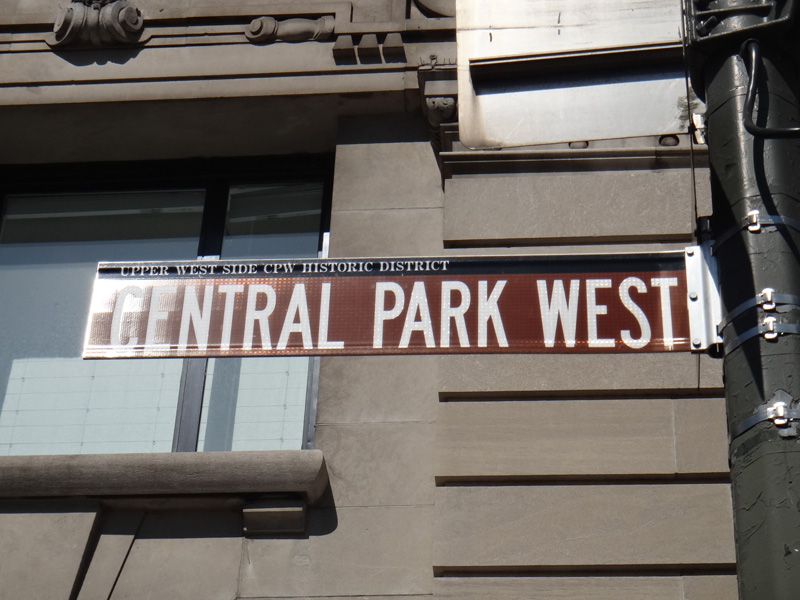 UPPER WEST SIDE CPW HISTORIC DISTRICT
CENTRAL PARK WEST